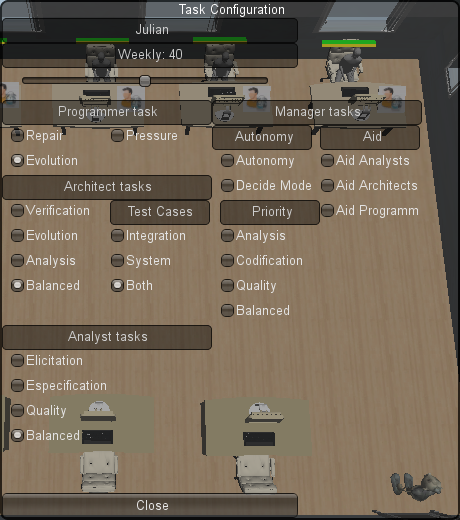 Task Configuration
Julian
Weekly: 40
Programmer task
Repair
Pressure
Evolution
Architect tasks
Verification
Evolution
Analysis
Balanced
Test Cases
Integration
System
Both
Analyst tasks
Elicitation
Especification
Quality
Balanced
Manager tasks
Autonomy
Autonomy
Decide Mode
Aid
Aid Analysts
Aid Architects
Aid Programm
Priority
Analysis
Codification
Quality
Balanced
Close